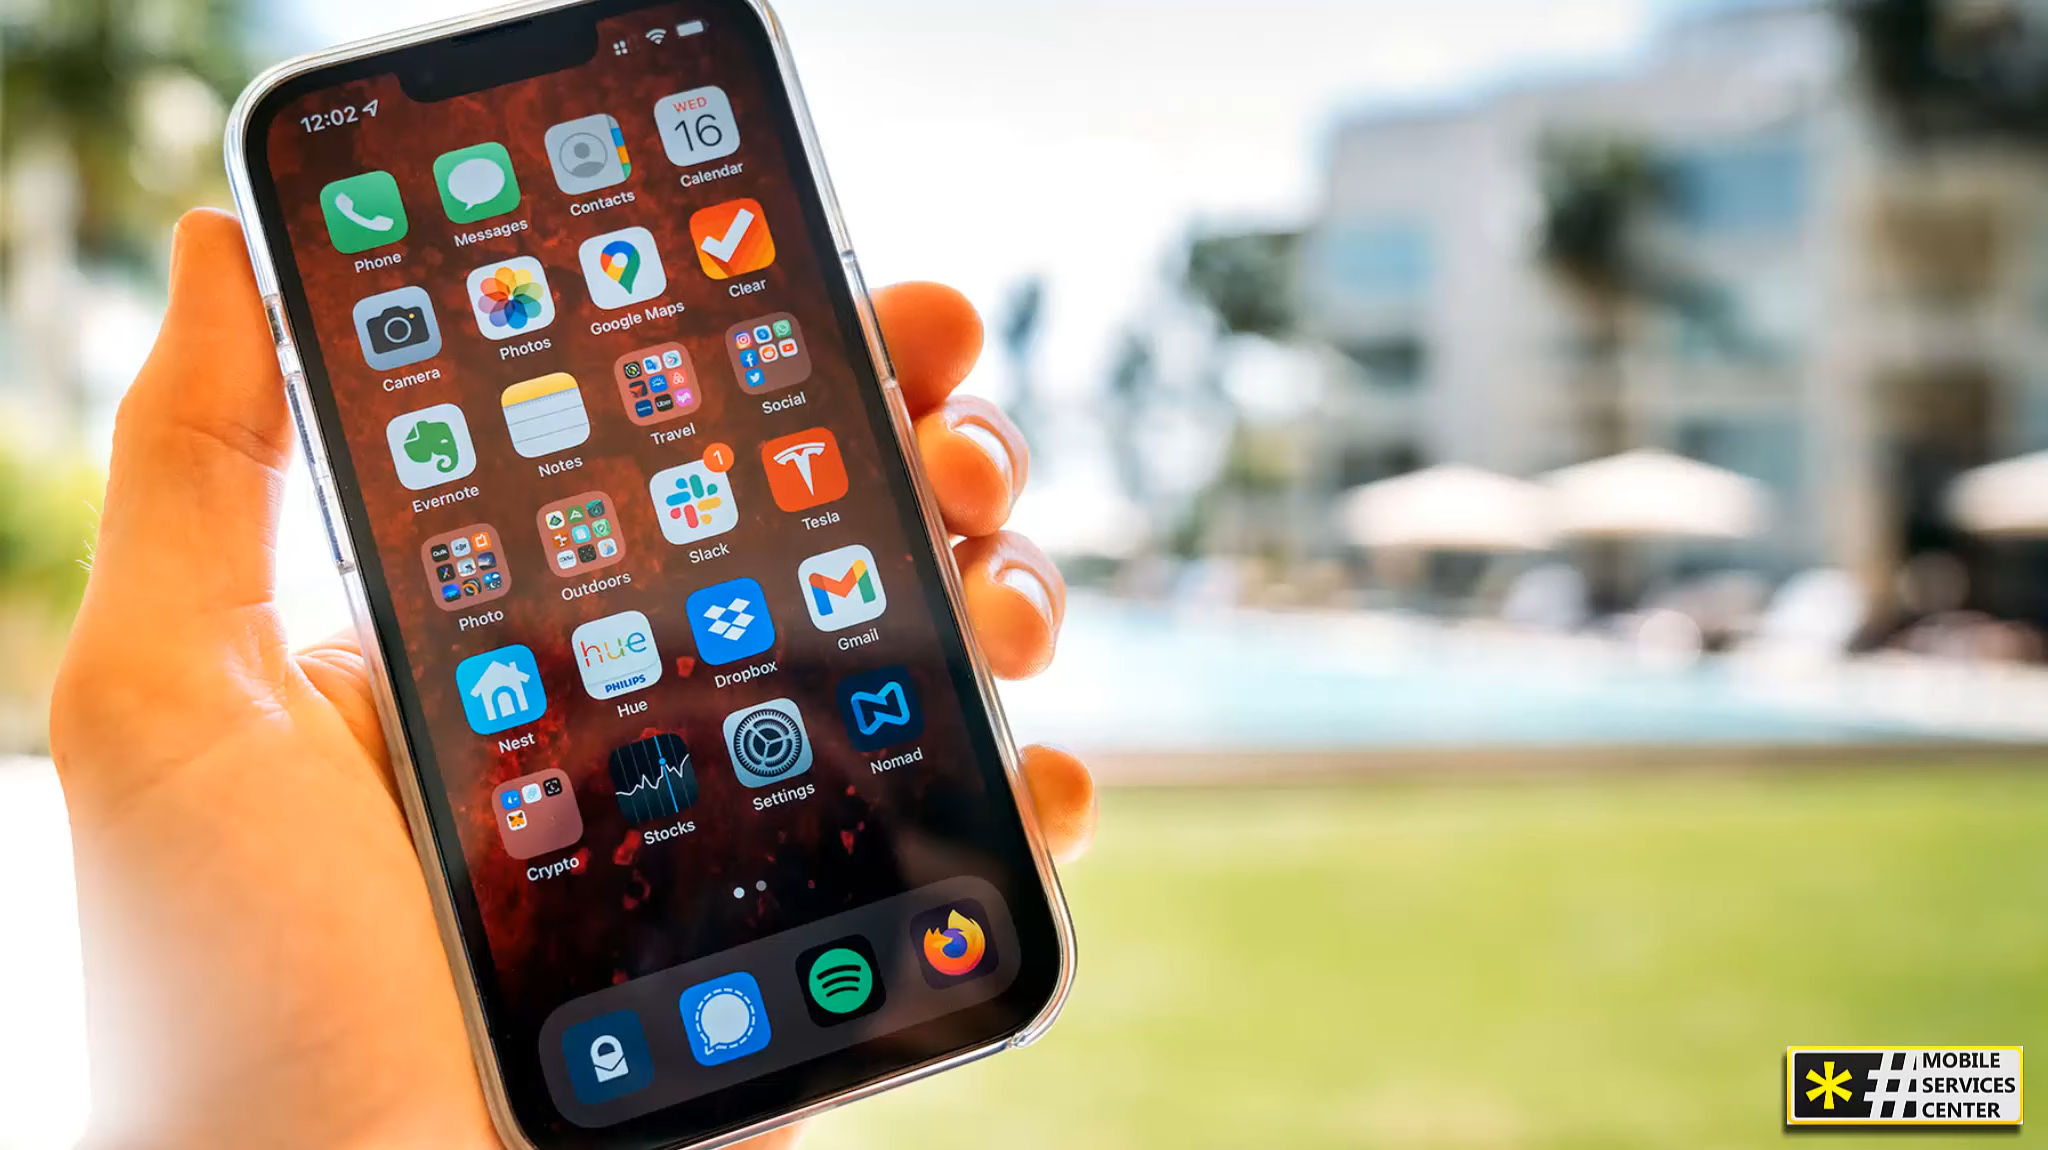 12:02
WED
16
Phone
Messages
Contacts
Calendar
Camera
Photos
Google Maps
Clear
Evernote
Notes
Travel
Social
1
Photo
Outdoors
Slack
Tesla
hue
PHILIPS
Nest
Hue
Dropbox
Gmail
Crypto
Stocks
Settings
Nomad
Uber
*#
MOBILE
SERVICES
CENTER